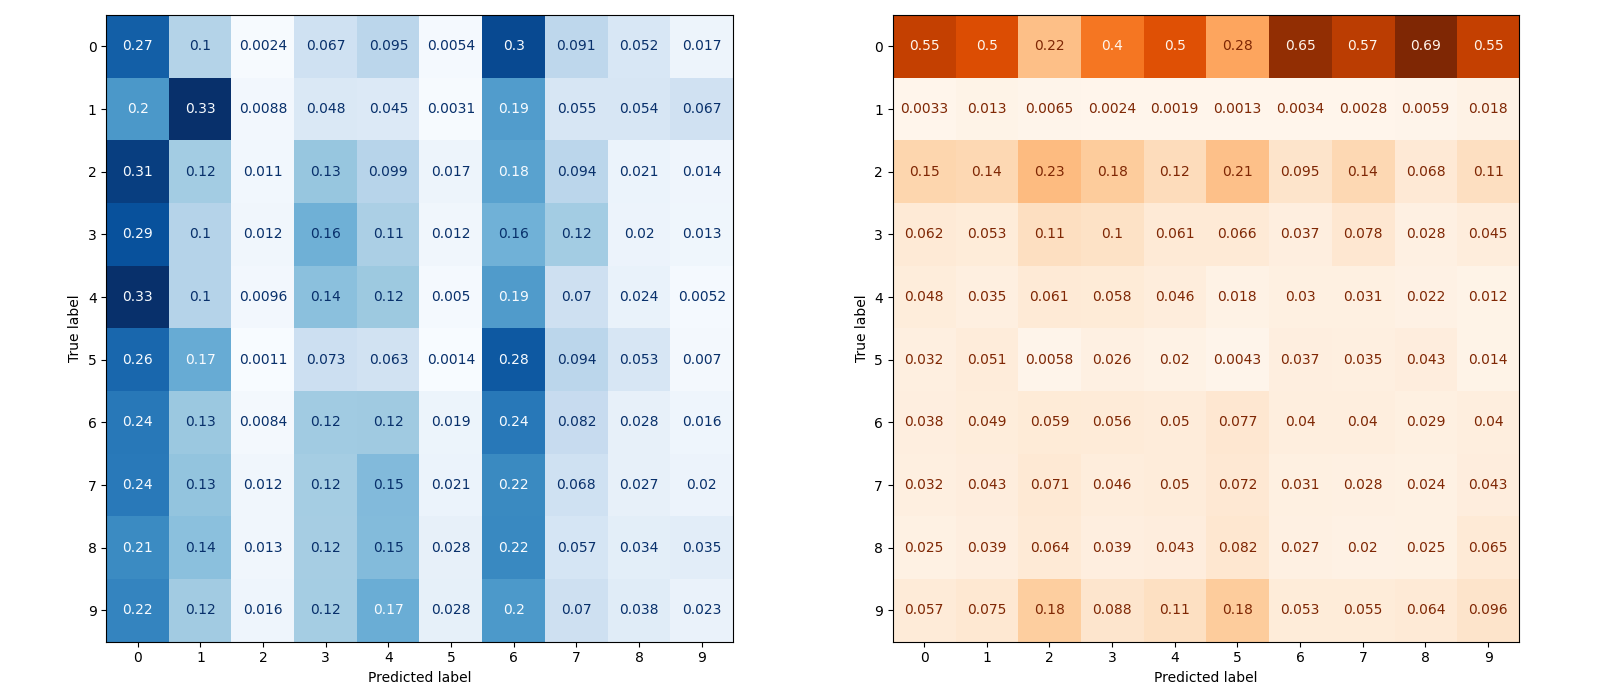 0 0.27 0.1 0.0024 0.067 0.095 0.0054 0.3 0.091 0.052 0.017
1 0.2 0.33 0.0088 0.048 0.045 0.0031 0.19 0.055 0.054 0.067
2 0.31 0.12 0.011 0.13 0.099 0.017 0.18 0.094 0.021 0.014
3 0.29 0.1 0.012 0.16 0.11 0.012 0.16 0.12 0.02 0.013
4 0.33 0.1 0.0096 0.14 0.12 0.005 0.19 0.07 0.024 0.0052
5 0.26 0.17 0.0011 0.073 0.063 0.0014 0.28 0.094 0.053 0.007
6 0.24 0.13 0.0084 0.12 0.12 0.019 0.24 0.082 0.028 0.016
7 0.24 0.13 0.012 0.12 0.15 0.021 0.22 0.068 0.027 0.02
8 0.21 0.14 0.013 0.12 0.15 0.028 0.22 0.057 0.034 0.035
9 0.22 0.12 0.016 0.12 0.17 0.028 0.2 0.07 0.038 0.023
0 1 2 3 4 5 6 7 8 9
Predicted label
True label
0 0.55 0.5 0.22 0.4 0.5 0.28 0.65 0.57 0.69 0.55
1 0.0033 0.013 0.0065 0.0024 0.0019 0.0013 0.0034 0.0028 0.0059 0.018
2 0.15 0.14 0.23 0.18 0.12 0.21 0.095 0.14 0.068 0.11
3 0.062 0.053 0.11 0.1 0.061 0.066 0.037 0.078 0.028 0.045
4 0.048 0.035 0.061 0.058 0.046 0.018 0.03 0.031 0.022 0.012
5 0.032 0.051 0.0058 0.026 0.02 0.0043 0.037 0.035 0.043 0.014
6 0.038 0.049 0.059 0.056 0.05 0.077 0.04 0.04 0.029 0.04
7 0.032 0.043 0.071 0.046 0.05 0.072 0.031 0.028 0.024 0.043
8 0.025 0.039 0.064 0.039 0.043 0.082 0.027 0.02 0.025 0.065
9 0.057 0.075 0.18 0.088 0.11 0.18 0.053 0.055 0.064 0.096
0 1 2 3 4 5 6 7 8 9
Predicted label
True label